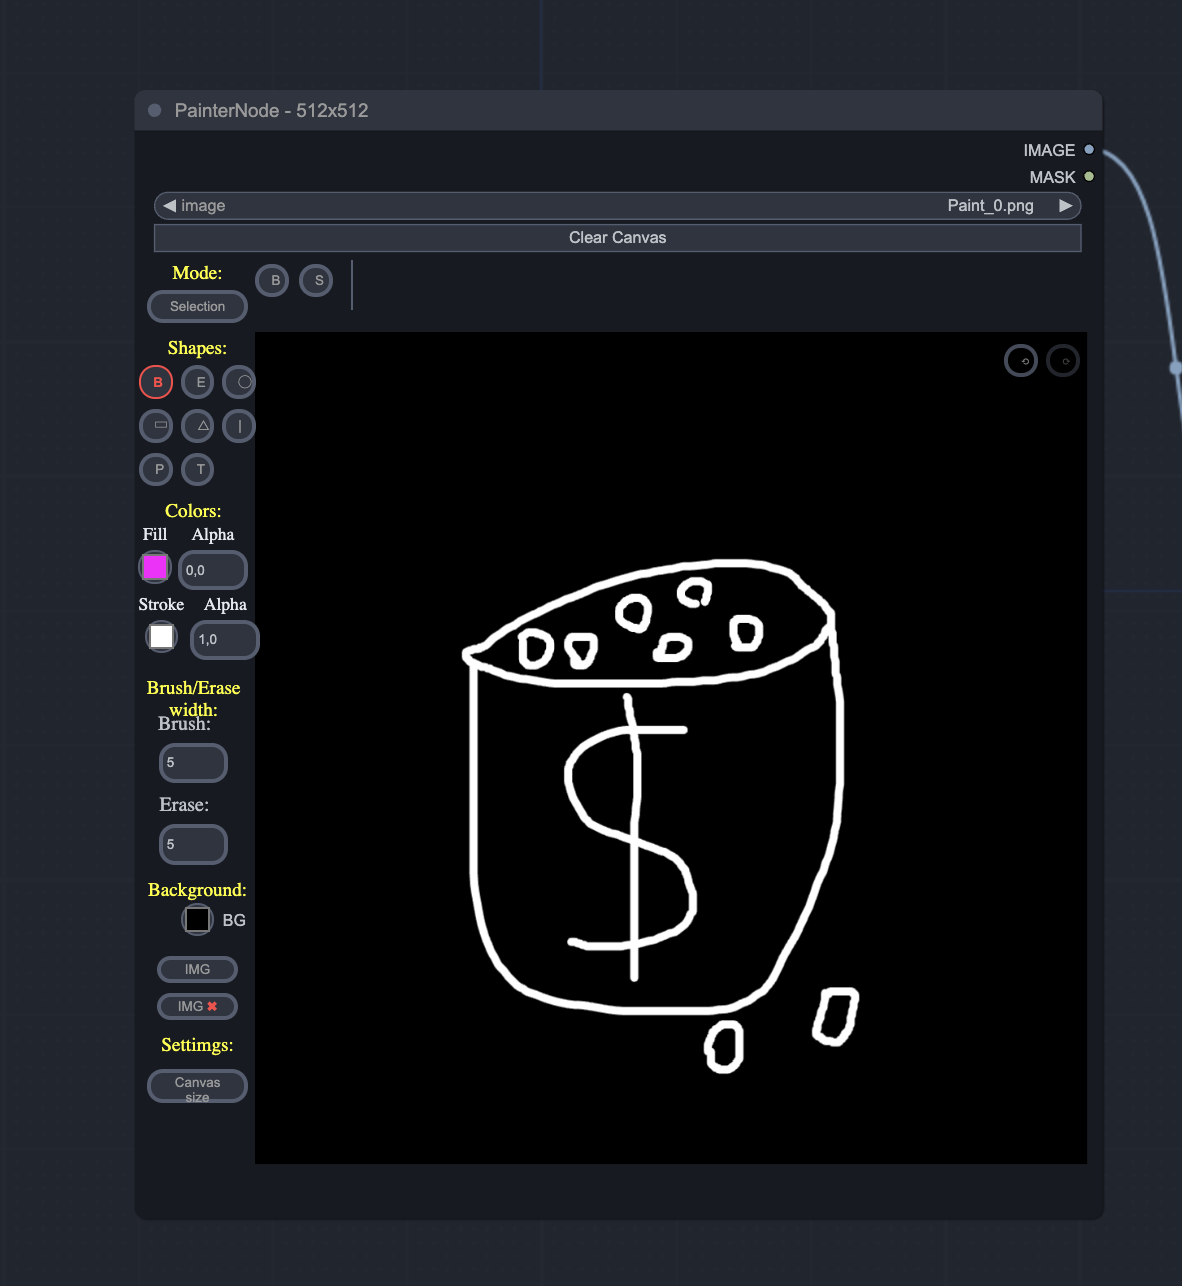 PainterNode - 512x512
IMAGE
MASK
image Paint_0.png
Clear Canvas
Mode:
B S
Selection
Shapes:
B E
P T
Colors:
Fill Alpha
0,0
Stroke Alpha
1,0
Brush/Erase
width:
Brush:
5
Erase:
5
Background:
BG
IMG
IMG ✖
Settimgs:
Canvas
size
$